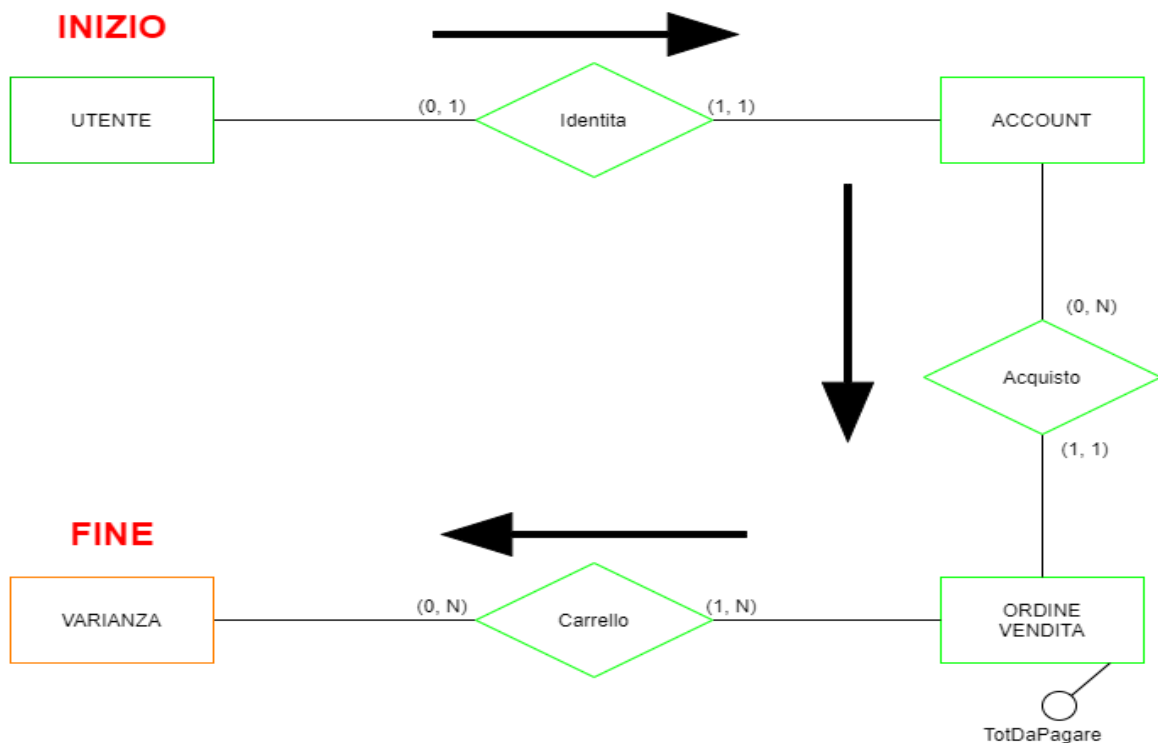 INIZIO
UTENTE
(0, 1)
Identita
(1, 1)
ACCOUNT
(0, N)
Acquisto
(1, 1)
FINE
VARIANZA
(0, N)
Carrello
(1, N)
ORDINE
VENDITA
TotDaPagare